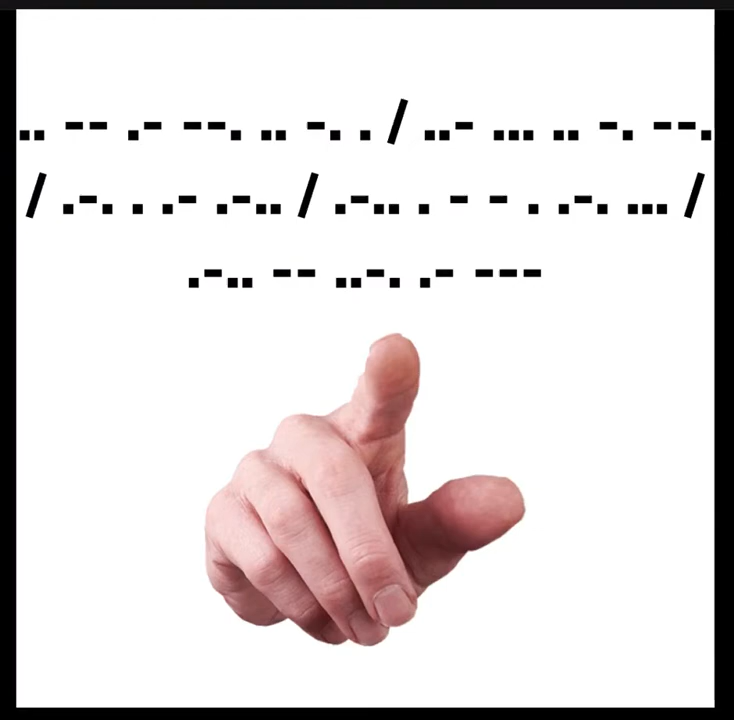 .. -- .- --. .. -. . / ..- ... .. -. --.
/ .-. . .- .-.. / .-.. . - - . .-. ... /
.-.. -- ..-. .- ---